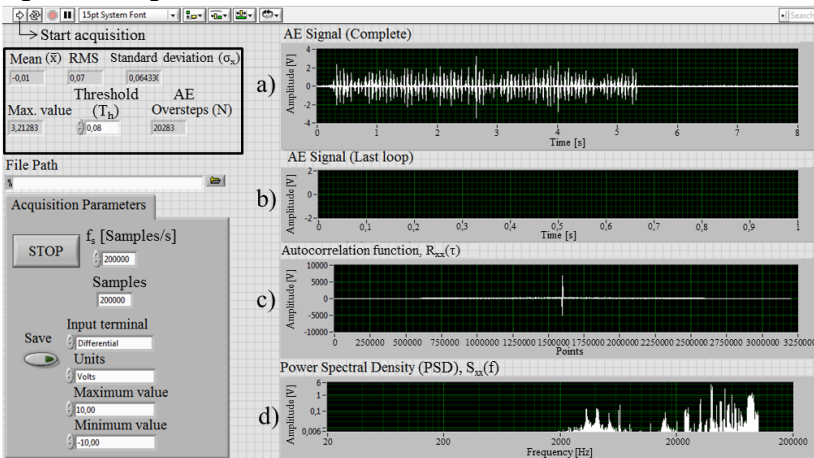 15pt System Font
Search
Start acquisition
Mean (x̅) RMS Standard deviation (σx)
-0,01 0,07 0,06433(
Threshold AE
Max. value (Th) Oversteps (N)
3,21283 0,08 20283
File Path
Acquisition Parameters
STOP
fs [Samples/s]
200000
Samples
200000
Input terminal
Save
Differential
Units
Volts
Maximum value
10,00
Minimum value
-10,00
AE Signal (Complete)
a)
Amplitude [V]
4
2
0
-2
-4
0 1 2 3 4 5 6 7 8
Time [s]
AE Signal (Last loop)
b)
Amplitude [V]
2
0
-2
0 0,1 0,2 0,3 0,4 0,5 0,6 0,7 0,8 0,9 1
Time [s]
Autocorrelation function, Rxx(τ)
c)
Amplitude [V]
10000
5000
0
-5000
-10000
0 250000 500000 750000 1000000 1250000 1500000 1750000 2000000 2250000 2500000 2750000 3000000 3250000
Points
Power Spectral Density (PSD), Sxx(f)
d)
Amplitude [V]
6
1
0,1
0,006
20 200 2000 20000 200000
Frequency [Hz]